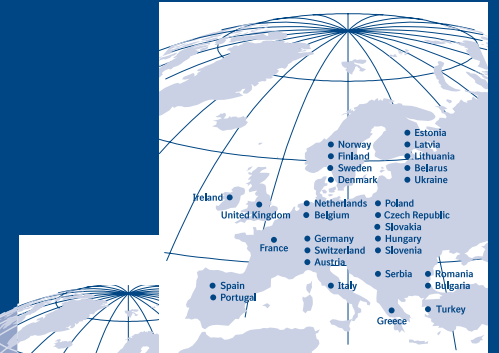 Estonia
Norway
Latvia
Finland
Lithuania
Sweden
Belarus
Denmark
Ukraine
Ireland
Netherlands
Poland
United Kingdom
Belgium
Czech Republic
Slovakia
France
Germany
Hungary
Switzerland
Slovenia
Austria
Serbia
Romania
Spain
Italy
Bulgaria
Portugal
Turkey
Greece